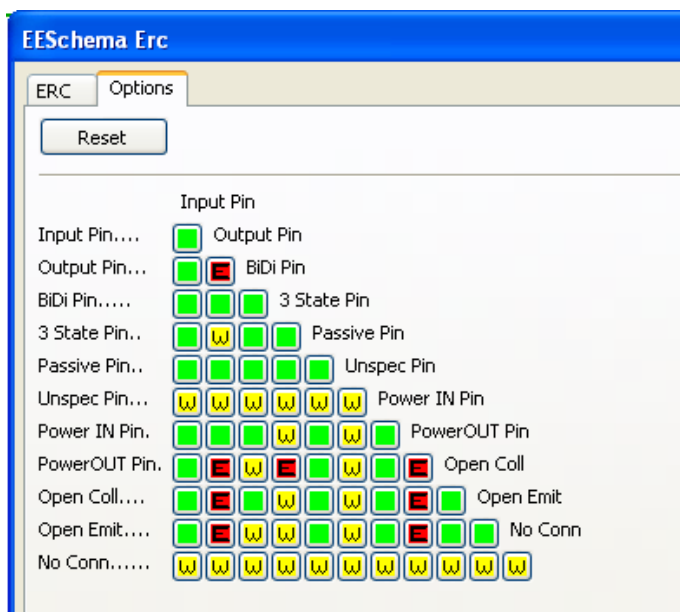 EESchema Erc
ERC Options
Reset
Input Pin
Input Pin.... Output Pin
Output Pin... E BiDi Pin
BiDi Pin..... 3 State Pin
3 State Pin.. W Passive Pin
Passive Pin.. Unspec Pin
Unspec Pin... W W W W W W Power IN Pin
Power IN Pin. W W PowerOUT Pin
PowerOUT Pin. E W E W E Open Coll
Open Coll.... E W W E Open Emit
Open Emit.... E W W W E No Conn
No Conn...... W W W W W W W W W W W